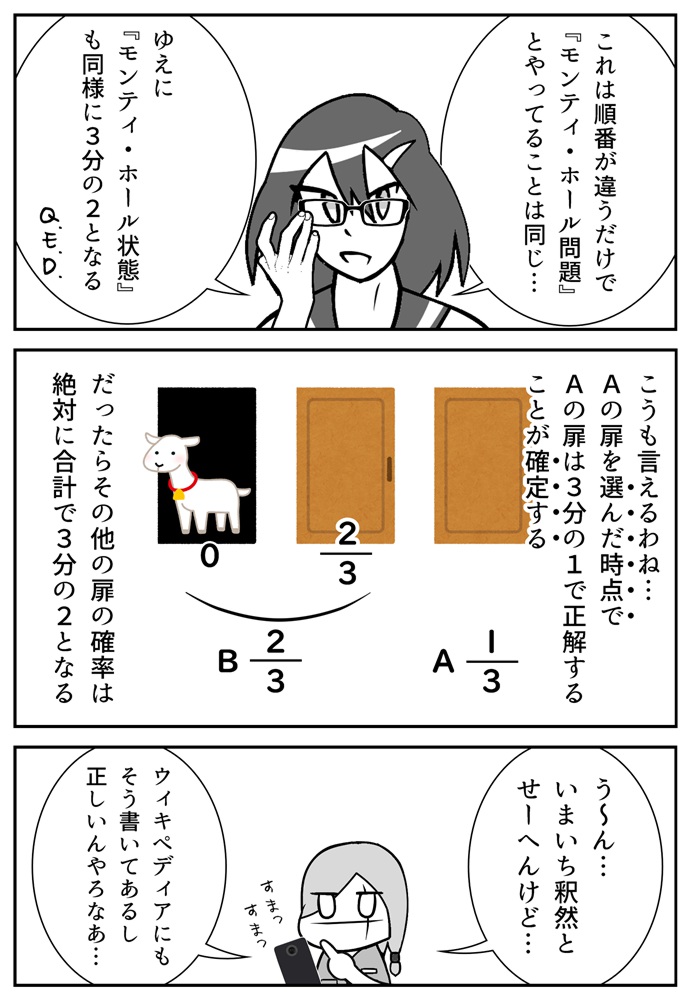 これは順番が違うだけで
『モンティ・ホール問題』
とやってることは同じ…
ゆえに
『モンティ・ホール状態』
も同様に3分の2となる
Q.E.D.
こうも言えるわね…
Aの扉を選んだ時点で
Aの扉は3分の1で正解する
ことが確定する
0
2
3
B 2
3
A 1
3
だったらその他の扉の確率は
絶対に合計で3分の2となる
う〜ん…
いまいち釈然と
せーへんけど…
すまっ
すまっ
ウィキペディアにも
そう書いてあるし
正しいんやろなあ…